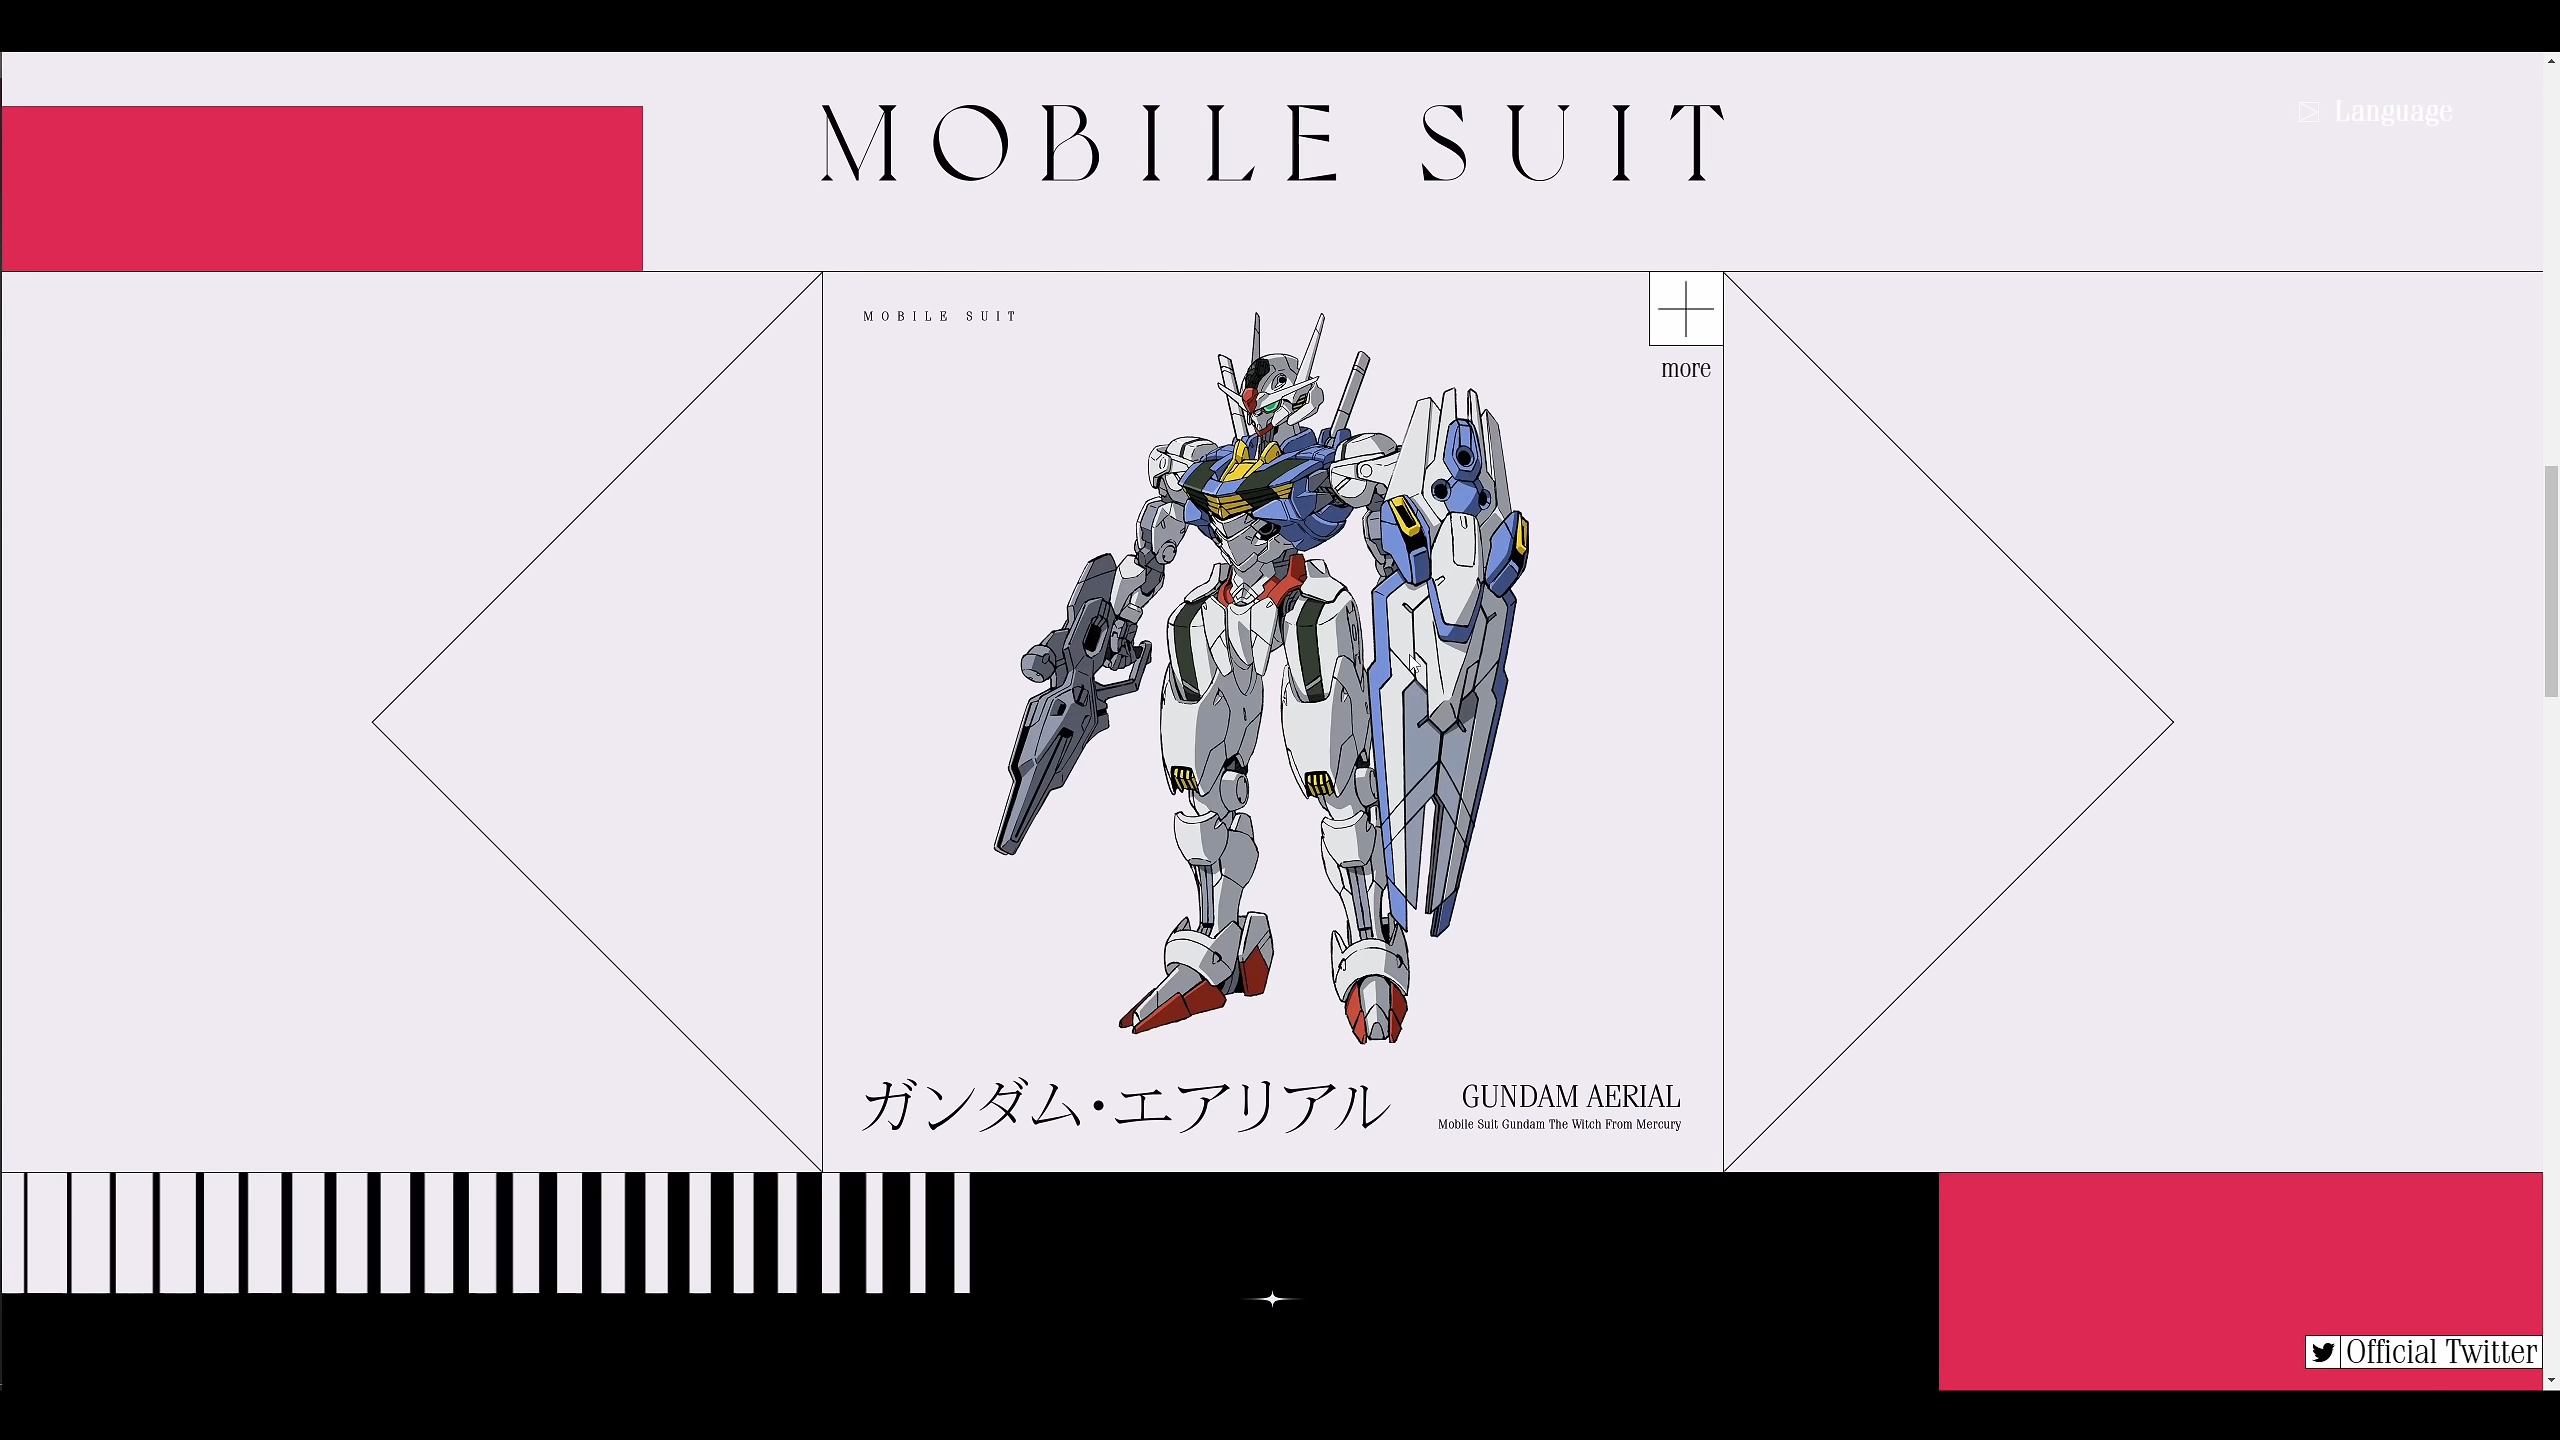 MOBILE SUIT
Language
MOBILE SUIT
more
ガンダム・エアリアル
GUNDAM AERIAL
Mobile Suit Gundam The Witch From Mercury
Official Twitter